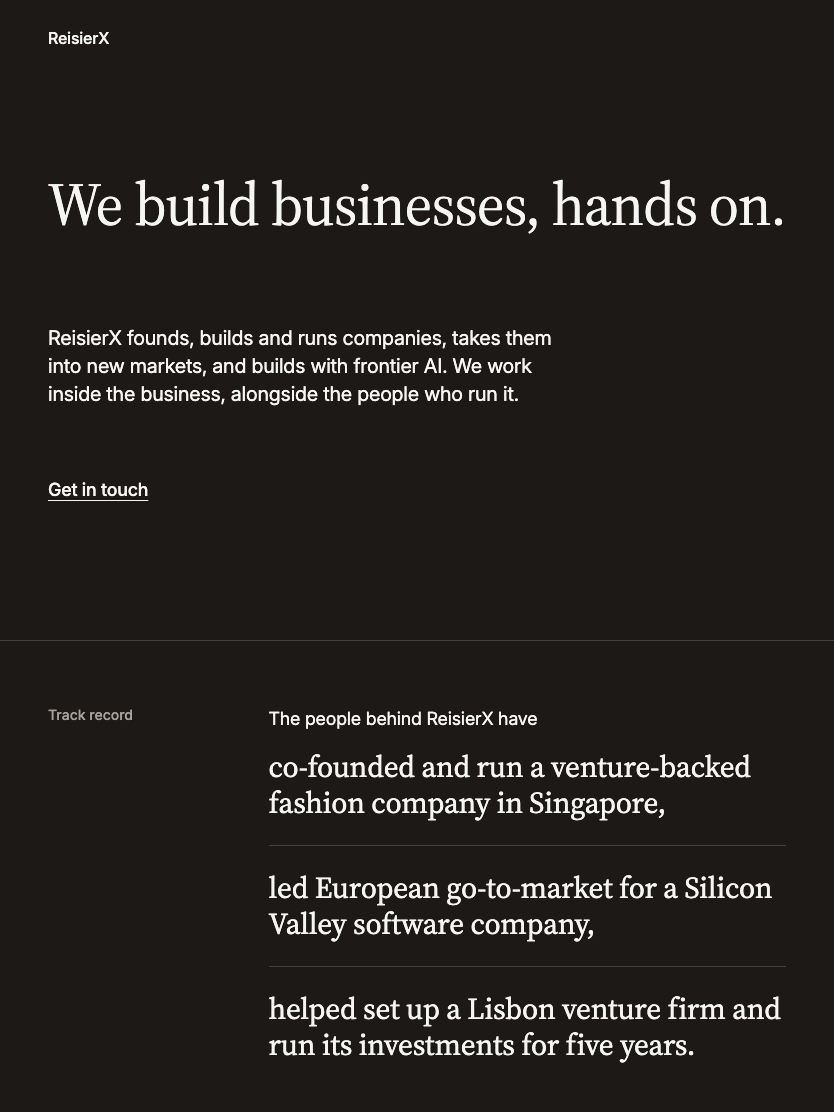 ReisierX
We build businesses, hands on.
ReisierX founds, builds and runs companies, takes them
into new markets, and builds with frontier AI. We work
inside the business, alongside the people who run it.
Get in touch
Track record
The people behind ReisierX have
co-founded and run a venture-backed
fashion company in Singapore,
led European go-to-market for a Silicon
Valley software company,
helped set up a Lisbon venture firm and
run its investments for five years.